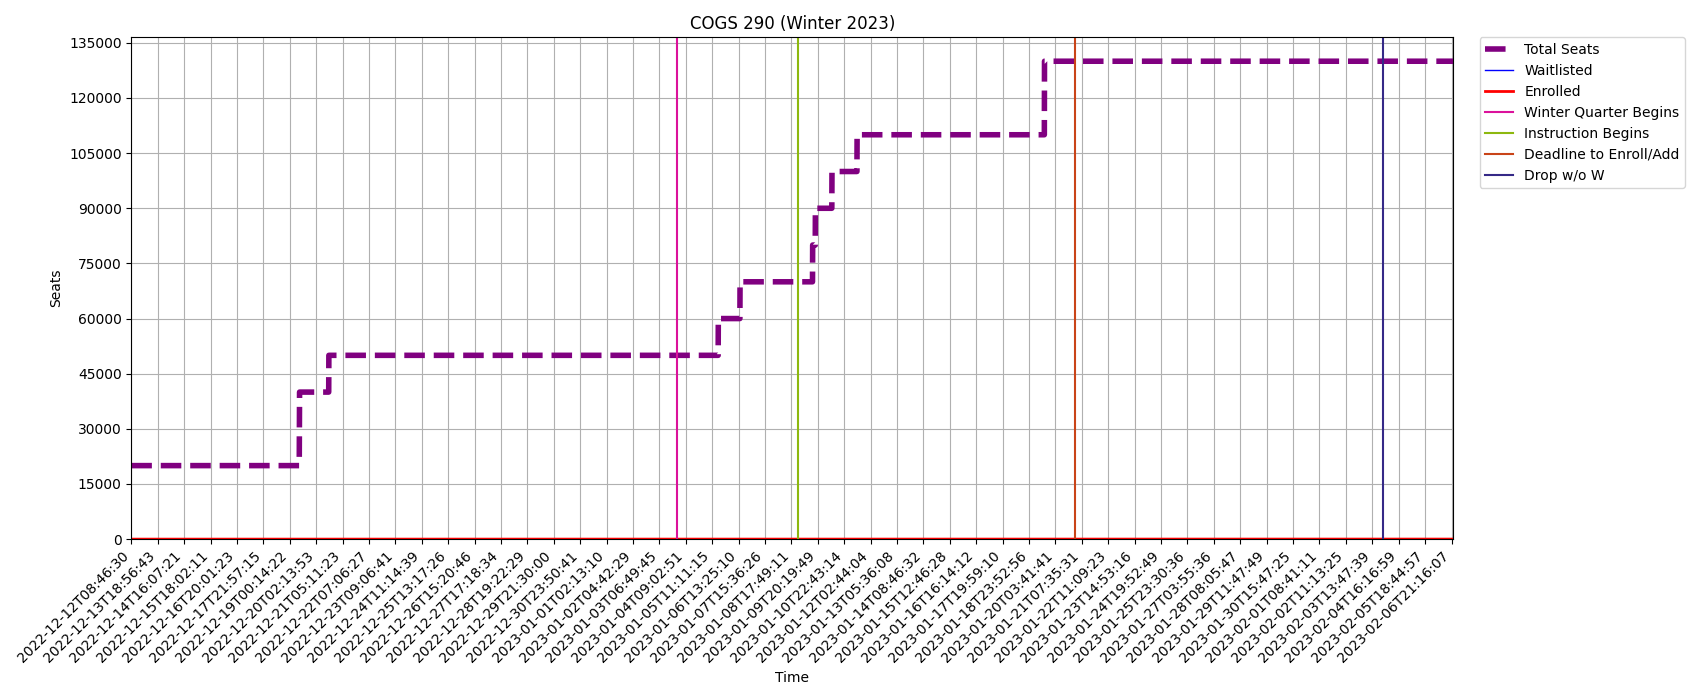 COGS 290 (Winter 2023)
135000
120000
105000
90000
75000
60000
45000
30000
15000
0
Seats
2022-12-12T08:46:30
2022-12-13T18:56:43
2022-12-14T16:07:21
2022-12-15T18:02:11
2022-12-16T20:01:23
2022-12-17T21:57:15
2022-12-19T00:14:22
2022-12-20T02:13:53
2022-12-21T05:11:23
2022-12-22T07:06:27
2022-12-23T09:06:41
2022-12-24T11:14:39
2022-12-25T13:17:26
2022-12-26T15:20:46
2022-12-27T17:18:34
2022-12-28T19:22:29
2022-12-29T21:30:00
2022-12-30T23:50:41
2023-01-01T02:13:10
2023-01-02T04:42:29
2023-01-03T06:49:45
2023-01-04T09:02:51
2023-01-05T11:11:15
2023-01-06T13:25:10
2023-01-07T15:36:26
2023-01-08T17:49:11
2023-01-09T20:19:49
2023-01-10T22:43:14
2023-01-12T02:44:04
2023-01-13T05:36:08
2023-01-14T08:46:32
2023-01-15T12:46:28
2023-01-16T16:14:12
2023-01-17T19:59:10
2023-01-18T23:52:56
2023-01-20T03:41:41
2023-01-21T07:35:31
2023-01-22T11:09:23
2023-01-23T14:53:16
2023-01-24T19:52:49
2023-01-25T23:30:36
2023-01-27T03:55:36
2023-01-28T08:05:47
2023-01-29T11:47:49
2023-01-30T15:47:25
2023-02-01T08:41:11
2023-02-02T11:13:25
2023-02-03T13:47:39
2023-02-04T16:16:59
2023-02-05T18:44:57
2023-02-06T21:16:07
Time
Total Seats
Waitlisted
Enrolled
Winter Quarter Begins
Instruction Begins
Deadline to Enroll/Add
Drop w/o W